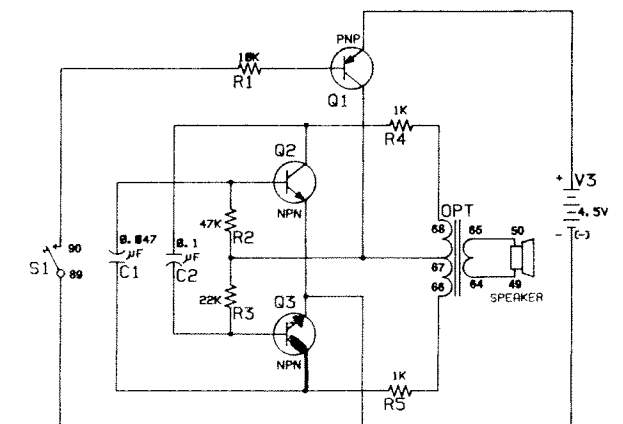 PNP
10K
R1
Q1
1K
R4
Q2
NPN
+ V3
4.5V
- (-)
OPT
68
65
50
47K
R2
90
S1
89
0.047
µF
C1
0.1
µF
C2
67
66
64
49
SPEAKER
22K
R3
Q3
NPN
1K
R5